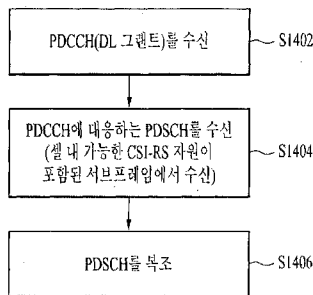 PDCCH(DL 그랜트)를 수신
S1402
PDCCH에 대응하는 PDSCH를 수신
(셀 내 가능한 CSI-RS 자원이
포함된 서브프레임에서 수신)
S1404
PDSCH를 복조
S1406